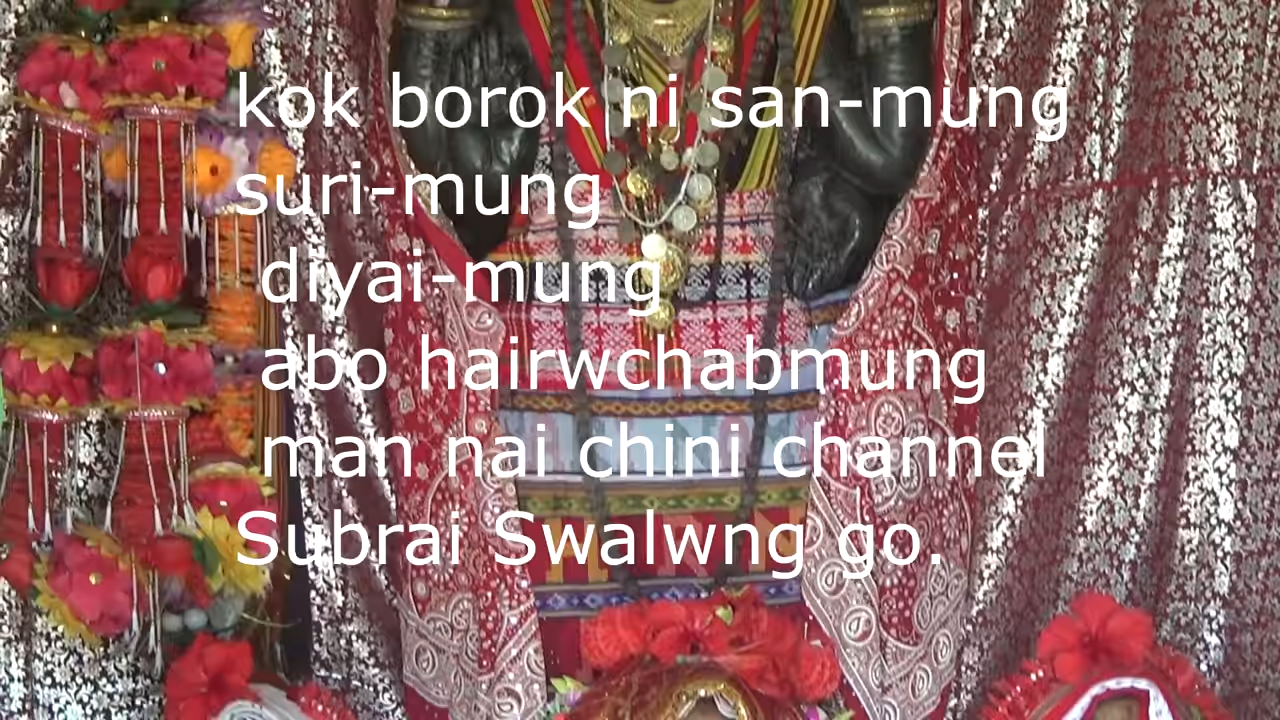 kok borok ni san-mung
suri-mung
diyai-mung
abo hairwchabmung
man nai chini channel
Subrai Swalwng go.